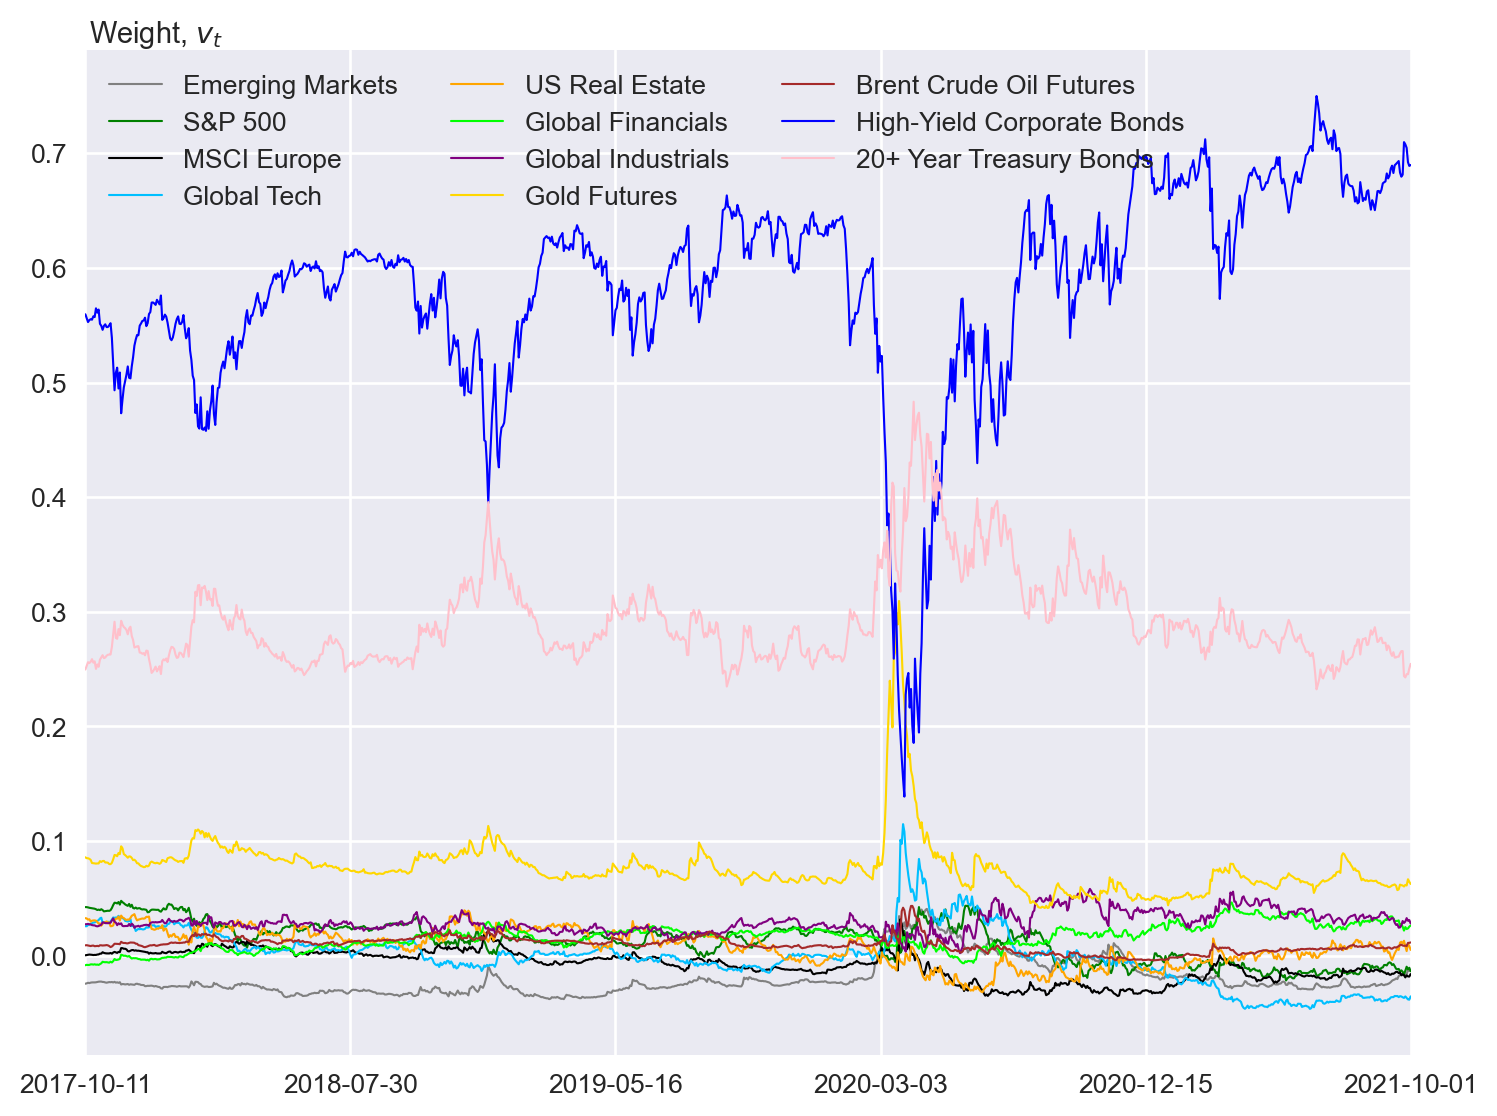 Weight, v_t
Emerging Markets
S&P 500
MSCI Europe
Global Tech
US Real Estate
Global Financials
Global Industrials
Gold Futures
Brent Crude Oil Futures
High-Yield Corporate Bonds
20+ Year Treasury Bonds
0.7
0.6
0.5
0.4
0.3
0.2
0.1
0.0
2017-10-11 2018-07-30 2019-05-16 2020-03-03 2020-12-15 2021-10-01